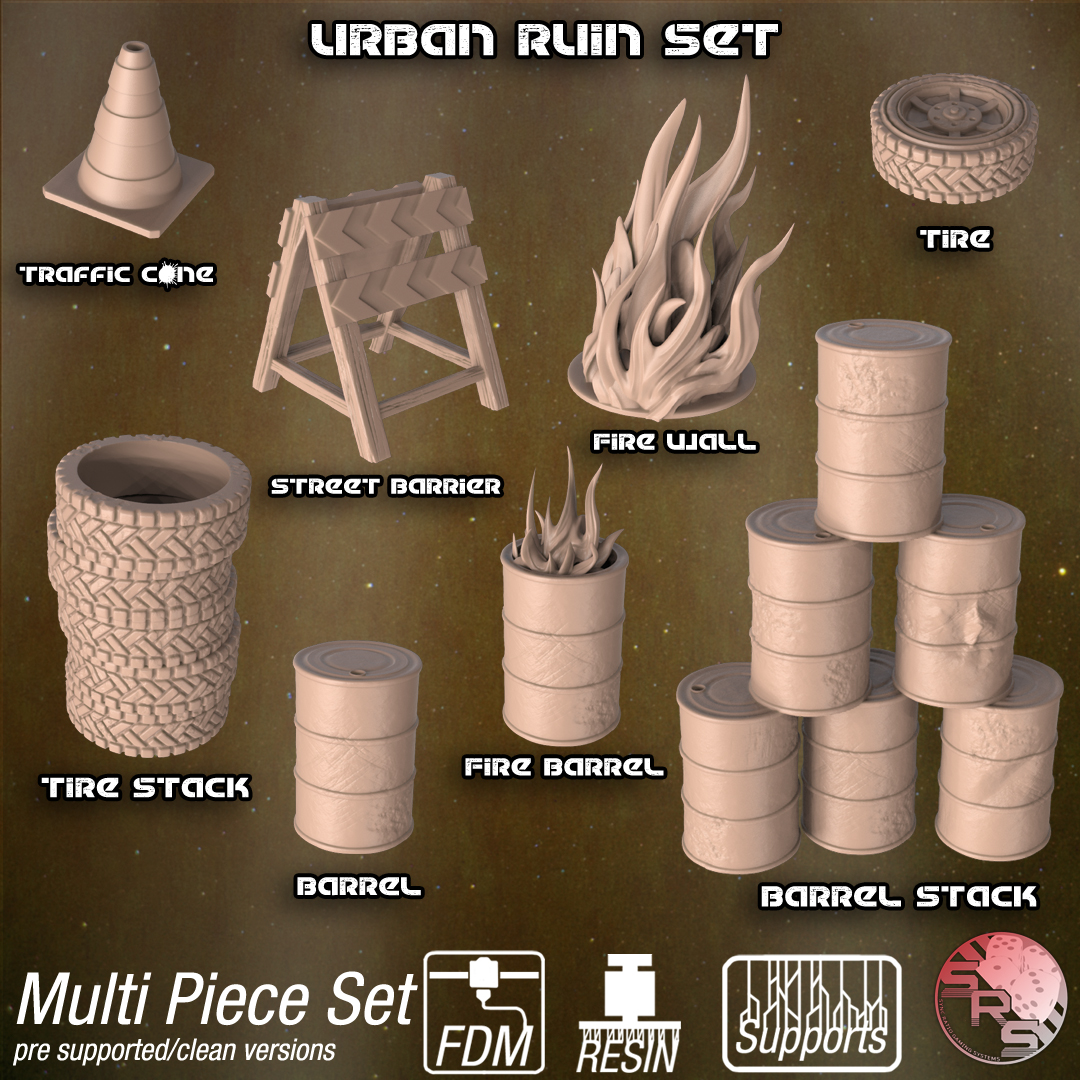 URBAN RUIN SET
TIRE
TRAFFIC CONE
FIRE WALL
STREET BARRIER
FIRE BARREL
TIRE STACK
BARREL
BARREL STACK
Multi Piece Set
pre supported/clean versions
FDM
RESIN
Supports
SRS